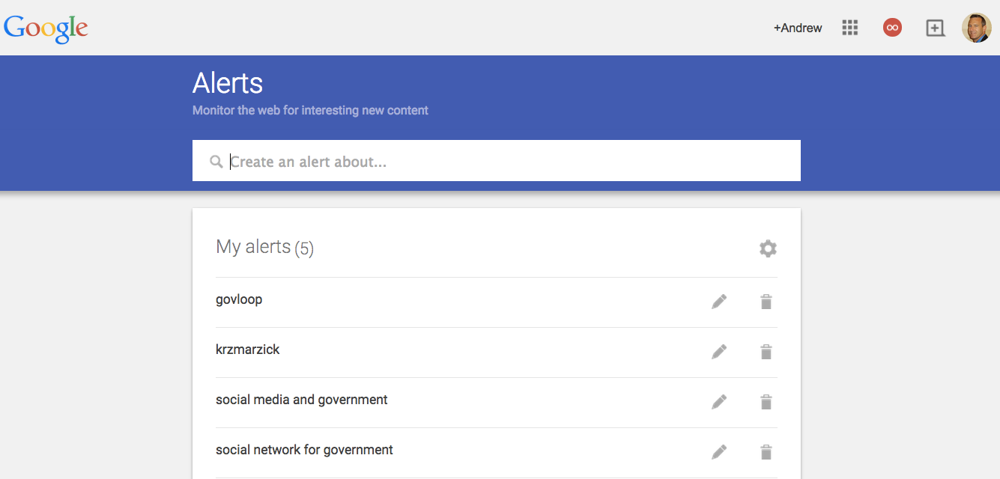 Google
+Andrew
Alerts
Monitor the web for interesting new content
Create an alert about...
My alerts (5)
govloop
krzmarzick
social media and government
social network for government